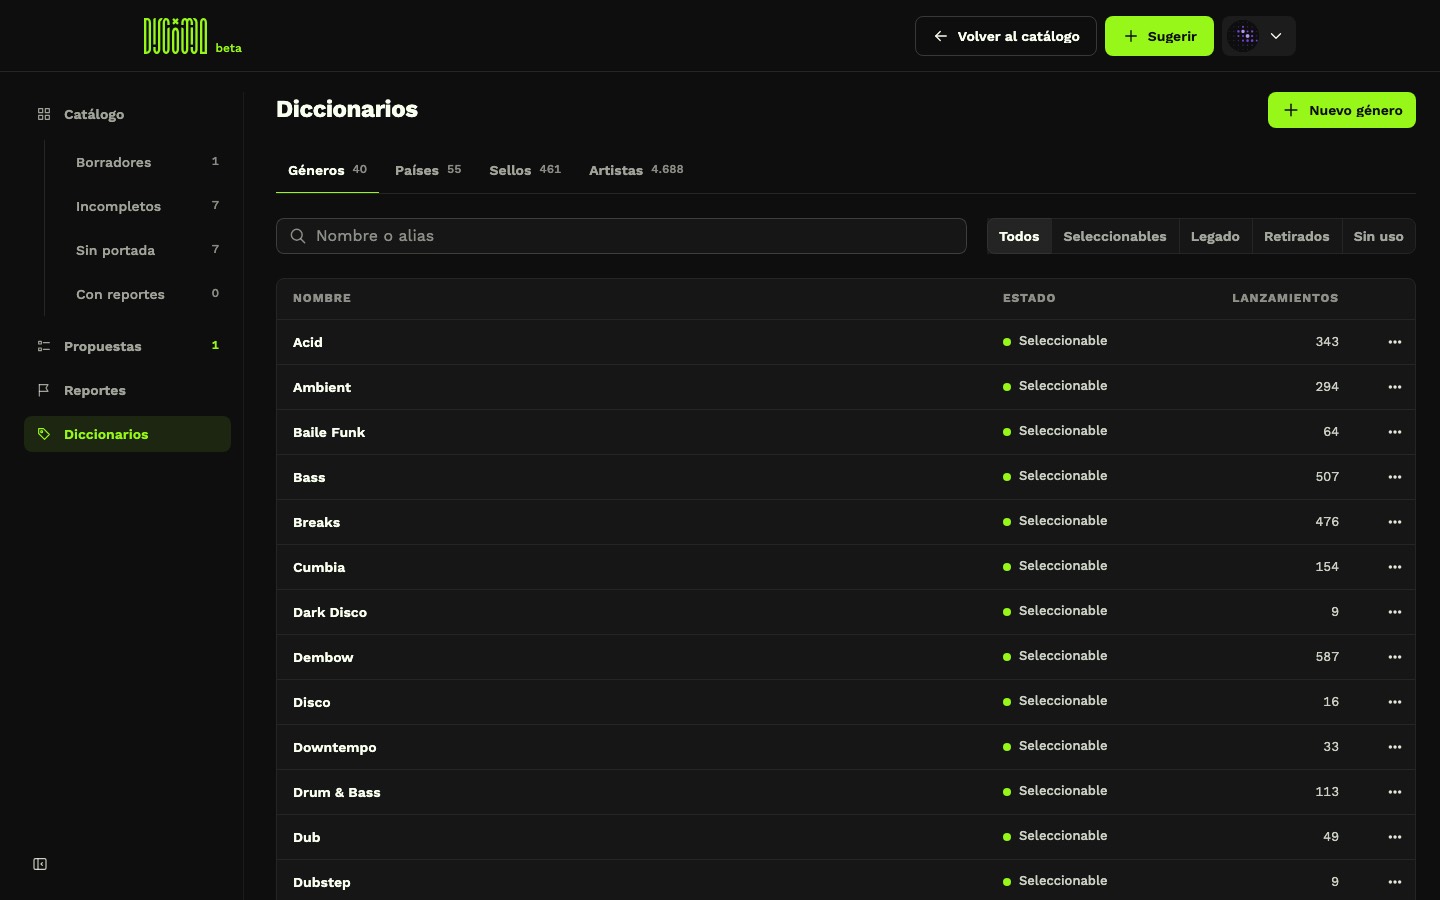 beta
Volver al catálogo
Sugerir
Catálogo
Borradores 1
Incompletos 7
Sin portada 7
Con reportes 0
Propuestas 1
Reportes
Diccionarios
Diccionarios
Nuevo género
Géneros 40 Países 55 Sellos 461 Artistas 4.688
Nombre o alias
Todos Seleccionables Legado Retirados Sin uso
NOMBRE ESTADO LANZAMIENTOS
Acid Seleccionable 343
Ambient Seleccionable 294
Baile Funk Seleccionable 64
Bass Seleccionable 507
Breaks Seleccionable 476
Cumbia Seleccionable 154
Dark Disco Seleccionable 9
Dembow Seleccionable 587
Disco Seleccionable 16
Downtempo Seleccionable 33
Drum & Bass Seleccionable 113
Dub Seleccionable 49
Dubstep Seleccionable 9